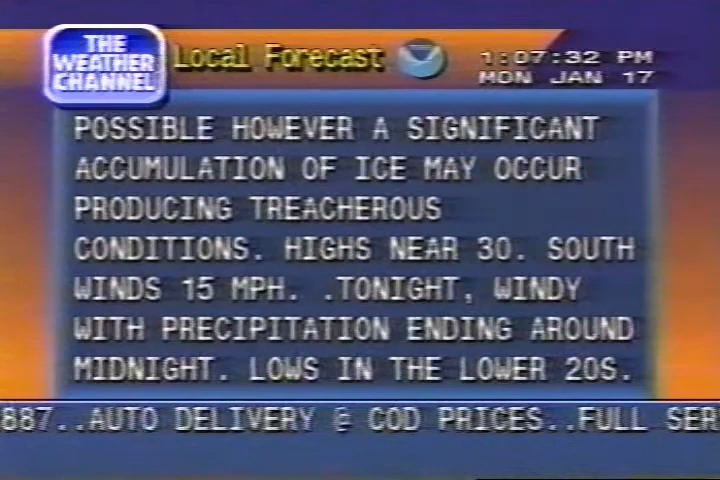 THE
WEATHER
CHANNEL
Local Forecast
1:07:32 PM
MON JAN 17
POSSIBLE HOWEVER A SIGNIFICANT
ACCUMULATION OF ICE MAY OCCUR
PRODUCING TREACHEROUS
CONDITIONS. HIGHS NEAR 30. SOUTH
WINDS 15 MPH. .TONIGHT, WINDY
WITH PRECIPITATION ENDING AROUND
MIDNIGHT. LOWS IN THE LOWER 20S.
887..AUTO DELIVERY @ COD PRICES..FULL SER